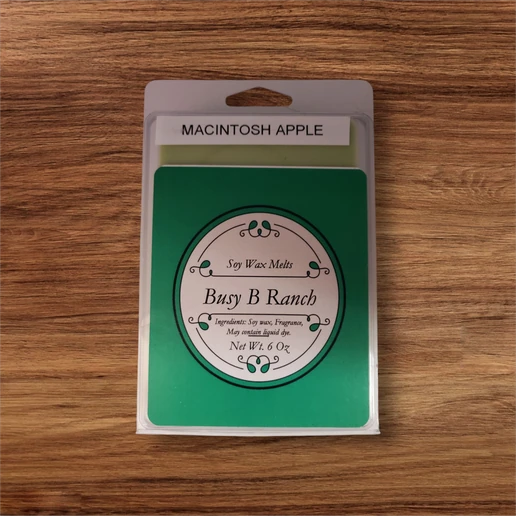 MACINTOSH APPLE
Soy Wax Melts
Busy B Ranch
Ingredients: Soy wax, Fragrance,
May contain liquid dye.
Net Wt. 6 Oz